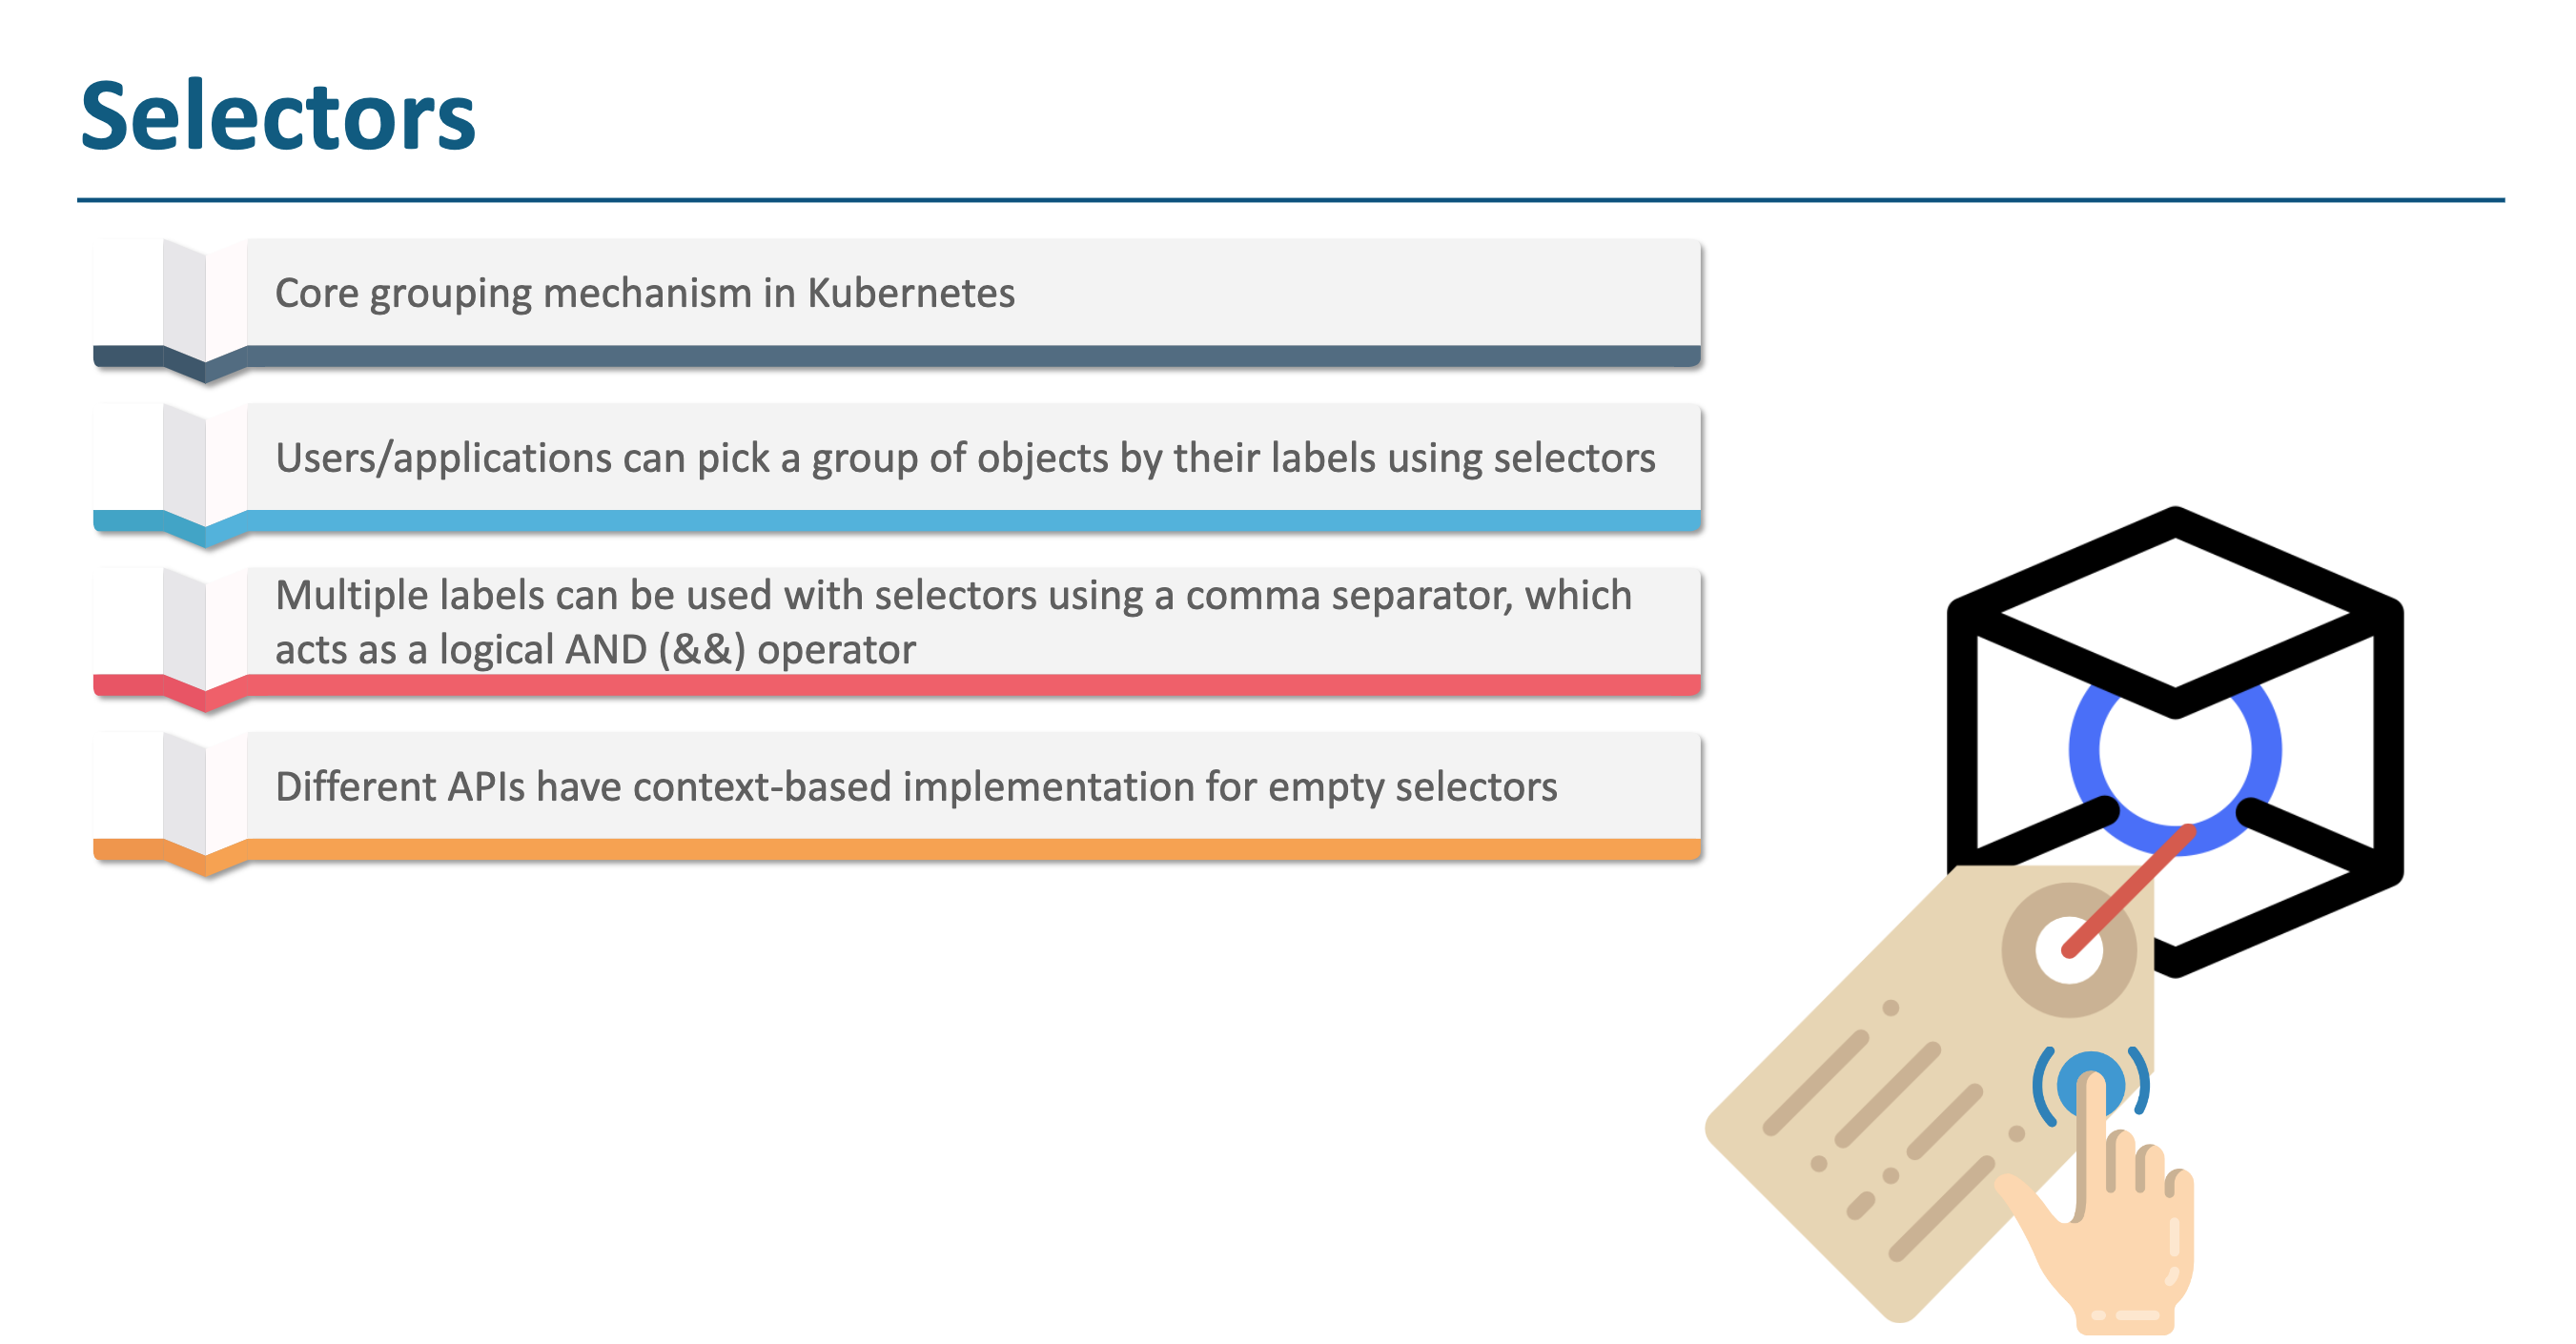 Selectors
Core grouping mechanism in Kubernetes
Users/applications can pick a group of objects by their labels using selectors
Multiple labels can be used with selectors using a comma separator, which
acts as a logical AND (&&) operator
Different APIs have context-based implementation for empty selectors